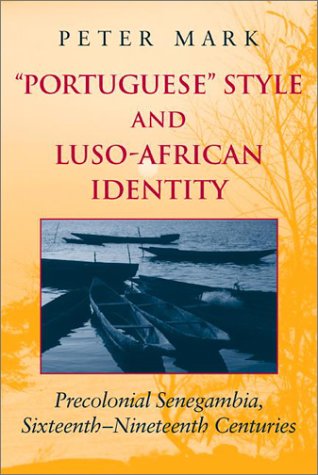 PETER MARK
“PORTUGUESE” STYLE
AND
LUSO-AFRICAN
IDENTITY
Precolonial Senegambia,
Sixteenth–Nineteenth Centuries